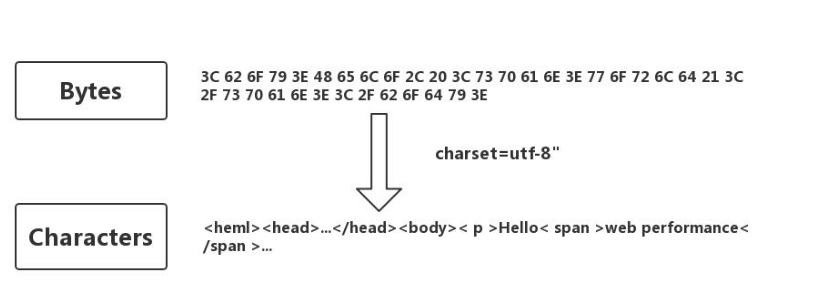 Bytes
3C 62 6F 79 3E 48 65 6C 6F 2C 20 3C 73 70 61 6E 3E 77 6F 72 6C 64 21 3C
2F 73 70 61 6E 3E 3C 2F 62 6F 64 79 3E
charset=utf-8"
Characters
<heml><head>...</head><body>< p >Hello< span >web performance<
/span >...